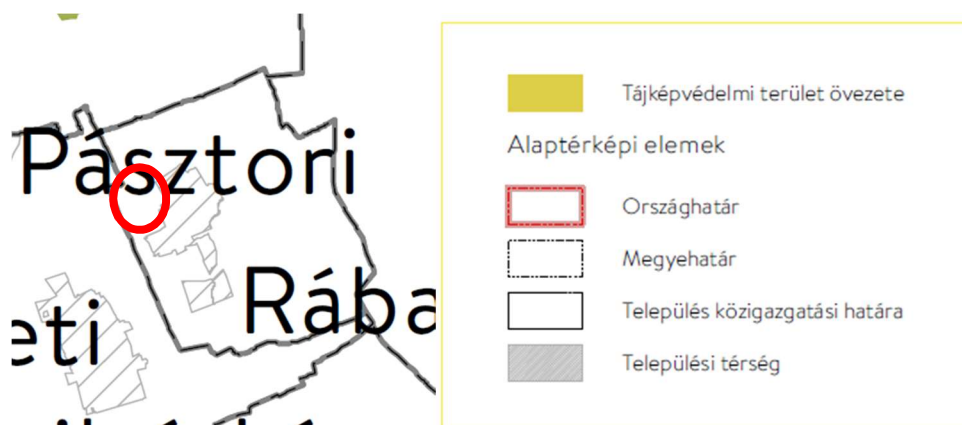 Pásztori
Rába
eti
Tájképvédelmi terület övezete
Alaptérképi elemek
Országhatár
Megyehatár
Település közigazgatási határa
Települési térség